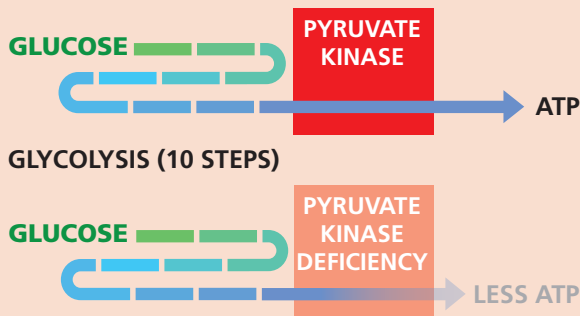 PYRUVATE
KINASE
GLUCOSE
ATP
GLYCOLYSIS (10 STEPS)
PYRUVATE
KINASE
DEFICIENCY
GLUCOSE
LESS ATP